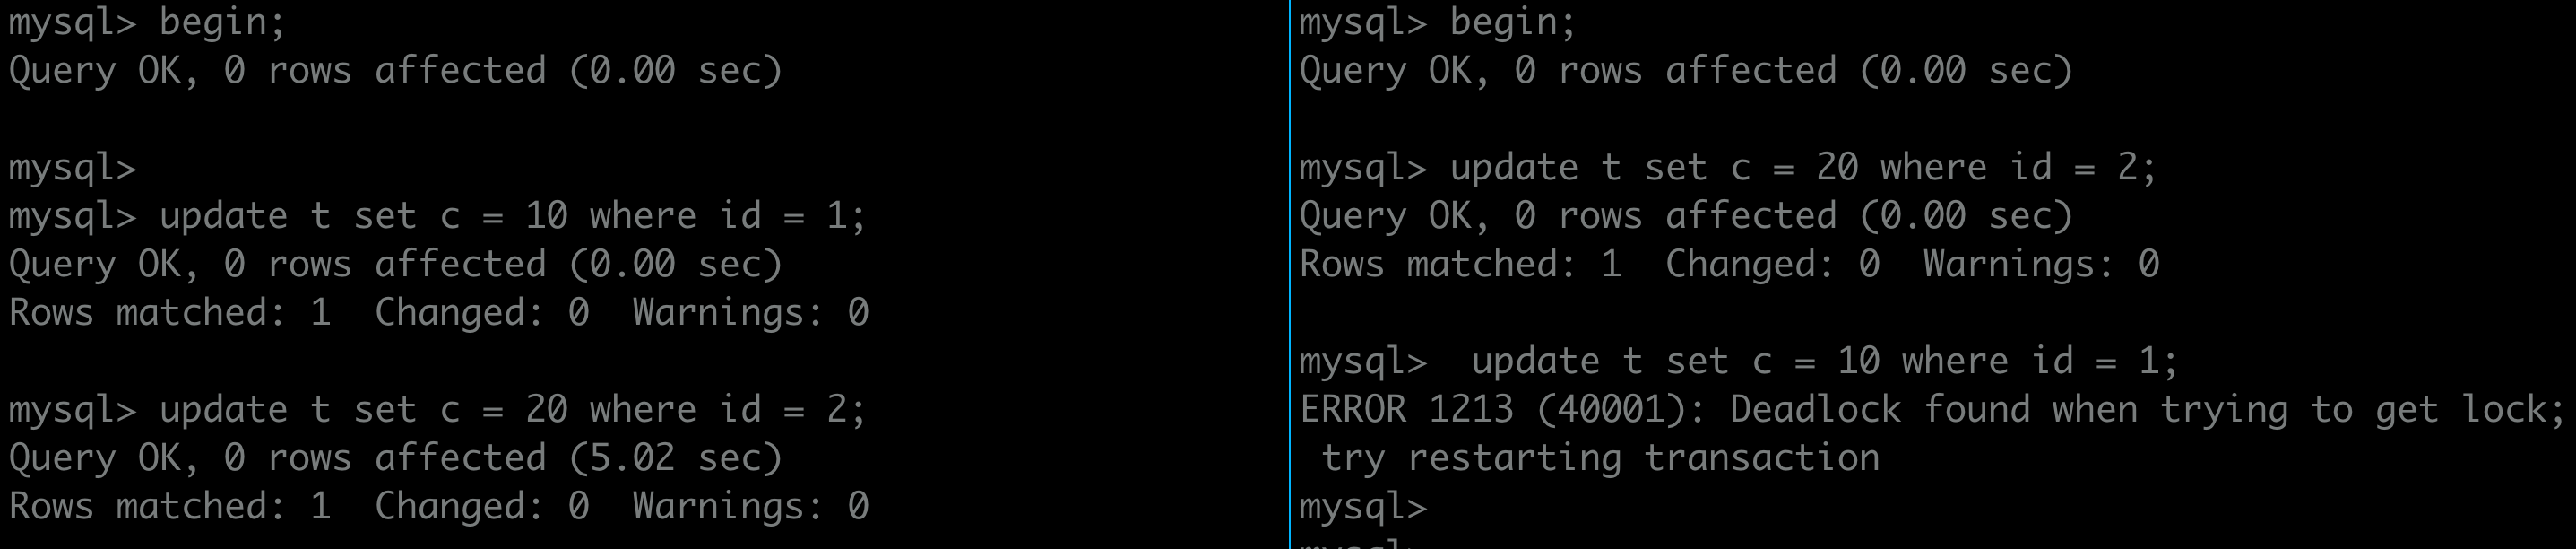 mysql> begin;
Query OK, 0 rows affected (0.00 sec)
mysql>
mysql> update t set c = 10 where id = 1;
Query OK, 0 rows affected (0.00 sec)
Rows matched: 1  Changed: 0  Warnings: 0
mysql> update t set c = 20 where id = 2;
Query OK, 0 rows affected (5.02 sec)
Rows matched: 1  Changed: 0  Warnings: 0
mysql> begin;
Query OK, 0 rows affected (0.00 sec)
mysql> update t set c = 20 where id = 2;
Query OK, 0 rows affected (0.00 sec)
Rows matched: 1  Changed: 0  Warnings: 0
mysql>  update t set c = 10 where id = 1;
ERROR 1213 (40001): Deadlock found when trying to get lock;
 try restarting transaction
mysql>
mysql>